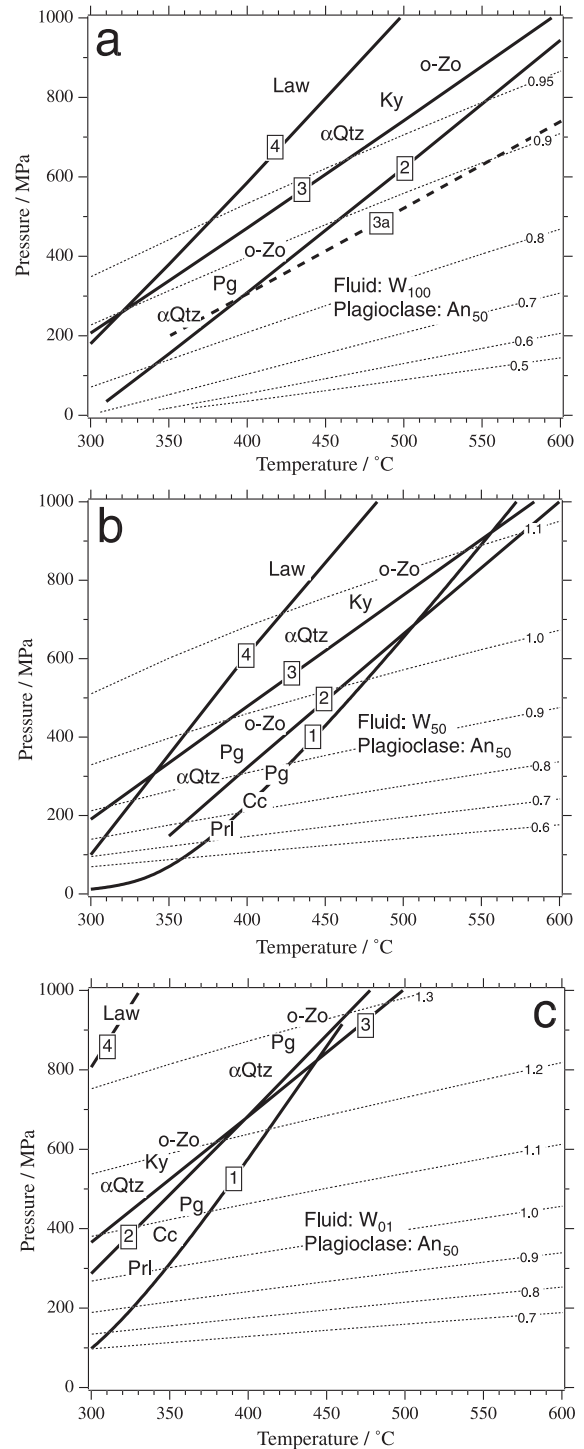 a
1000
800
600
400
200
0
Pressure / MPa
300
350
400
450
500
550
600
Temperature / ˚C
Law
o-Zo
Ky
αQtz
4
3
2
3a
o-Zo
Pg
αQtz
Fluid: W₁₀₀
Plagioclase: An₅₀
0.95
0.9
0.8
0.7
0.6
0.5
b
1000
800
600
400
200
0
Pressure / MPa
300
350
400
450
500
550
600
Temperature / ˚C
Law
o-Zo
Ky
αQtz
4
3
2
1
o-Zo
Pg
αQtz
Pg
Cc
Prl
Fluid: W₅₀
Plagioclase: An₅₀
1.1
1.0
0.9
0.8
0.7
0.6
c
1000
800
600
400
200
0
Pressure / MPa
300
350
400
450
500
550
600
Temperature / ˚C
Law
4
o-Zo
Pg
αQtz
3
o-Zo
Ky
αQtz
1
2
Pg
Cc
Prl
Fluid: W₀₁
Plagioclase: An₅₀
1.3
1.2
1.1
1.0
0.9
0.8
0.7